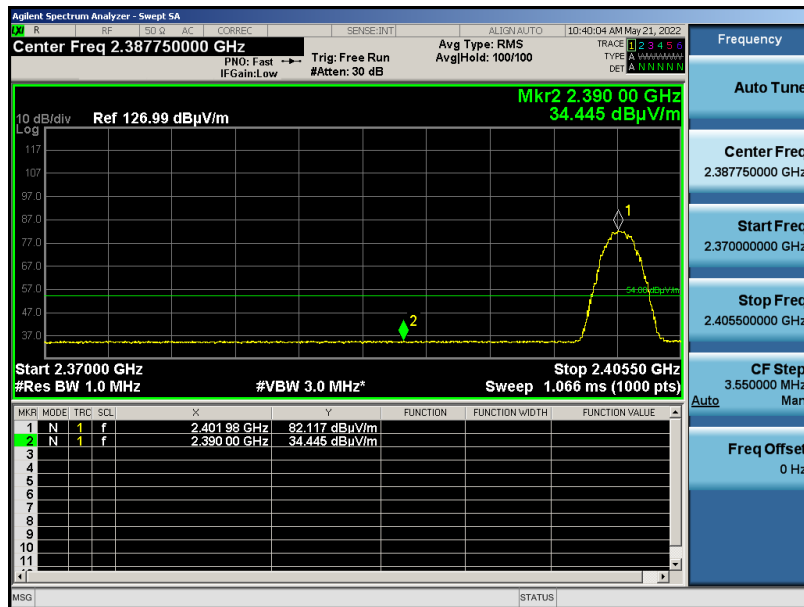 Agilent Spectrum Analyzer - Swept SA
LXI R RF 50 Ω AC CORREC SENSE:INT ALIGN AUTO 10:40:04 AM May 21, 2022
Center Freq 2.387750000 GHz
PNO: Fast
IFGain:Low
Trig: Free Run
#Atten: 30 dB
Avg Type: RMS
Avg|Hold: 100/100
TRACE 1 2 3 4 5 6
TYPE A WWWWW
DET A N N N N N
Mkr2 2.390 00 GHz
34.445 dBµV/m
10 dB/div Ref 126.99 dBµV/m
Log
117
107
97.0
87.0
77.0
67.0
57.0
47.0
37.0
1
54.00 dBµV/m
2
Start 2.37000 GHz Stop 2.40550 GHz
#Res BW 1.0 MHz #VBW 3.0 MHz* Sweep 1.066 ms (1000 pts)
MKR MODE TRC SCL X Y FUNCTION FUNCTION WIDTH FUNCTION VALUE
1 N 1 f 2.401 98 GHz 82.117 dBµV/m
2 N 1 f 2.390 00 GHz 34.445 dBµV/m
3
4
5
6
7
8
9
10
11
MSG STATUS
Frequency
Auto Tune
Center Freq
2.387750000 GHz
Start Freq
2.370000000 GHz
Stop Freq
2.405500000 GHz
CF Step
3.550000 MHz
Auto Man
Freq Offset
0 Hz